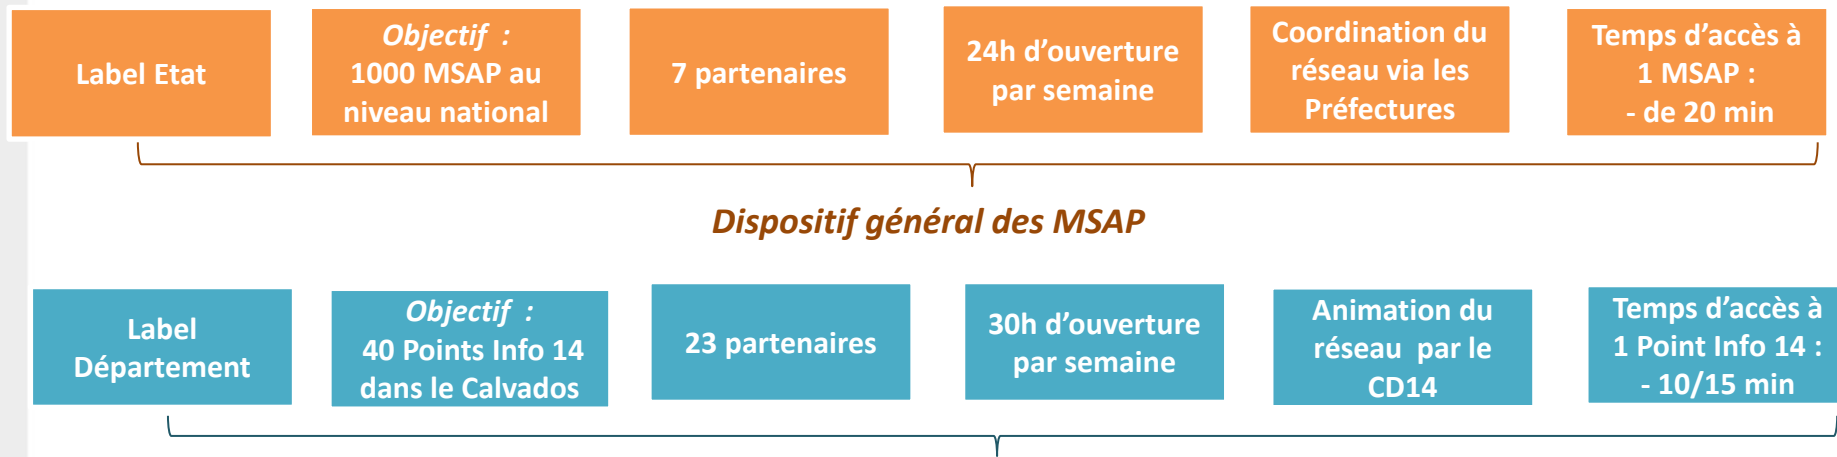 Label Etat
Objectif :
1000 MSAP au
niveau national
7 partenaires
24h d’ouverture
par semaine
Coordination du
réseau via les
Préfectures
Temps d’accès à
1 MSAP :
- de 20 min
Dispositif général des MSAP
Label
Département
Objectif :
40 Points Info 14
dans le Calvados
23 partenaires
30h d’ouverture
par semaine
Animation du
réseau par le
CD14
Temps d’accès à
1 Point Info 14 :
- 10/15 min